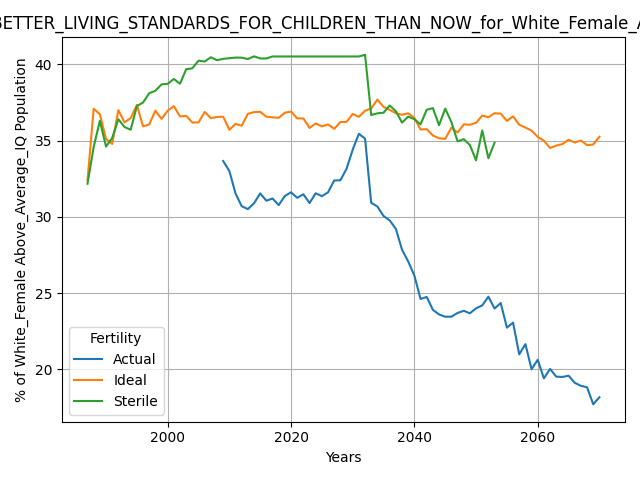 BETTER_LIVING_STANDARDS_FOR_CHILDREN_THAN_NOW_for_White_Female_A
% of White_Female Above_Average_IQ Population
40
35
30
25
20
Fertility
Actual
Ideal
Sterile
2000
2020
2040
2060
Years